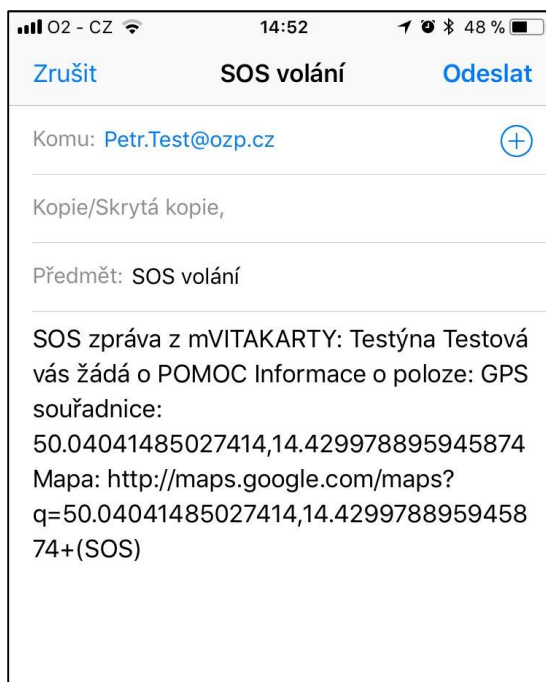 O2 - CZ 14:52 48 %
Zrušit SOS volání Odeslat
Komu: Petr.Test@ozp.cz
Kopie/Skrytá kopie,
Předmět: SOS volání
SOS zpráva z mVITAKARTY: Testýna Testová
vás žádá o POMOC Informace o poloze: GPS
souřadnice:
50.04041485027414,14.429978895945874
Mapa: http://maps.google.com/maps?
q=50.04041485027414,14.4299788959458
74+(SOS)